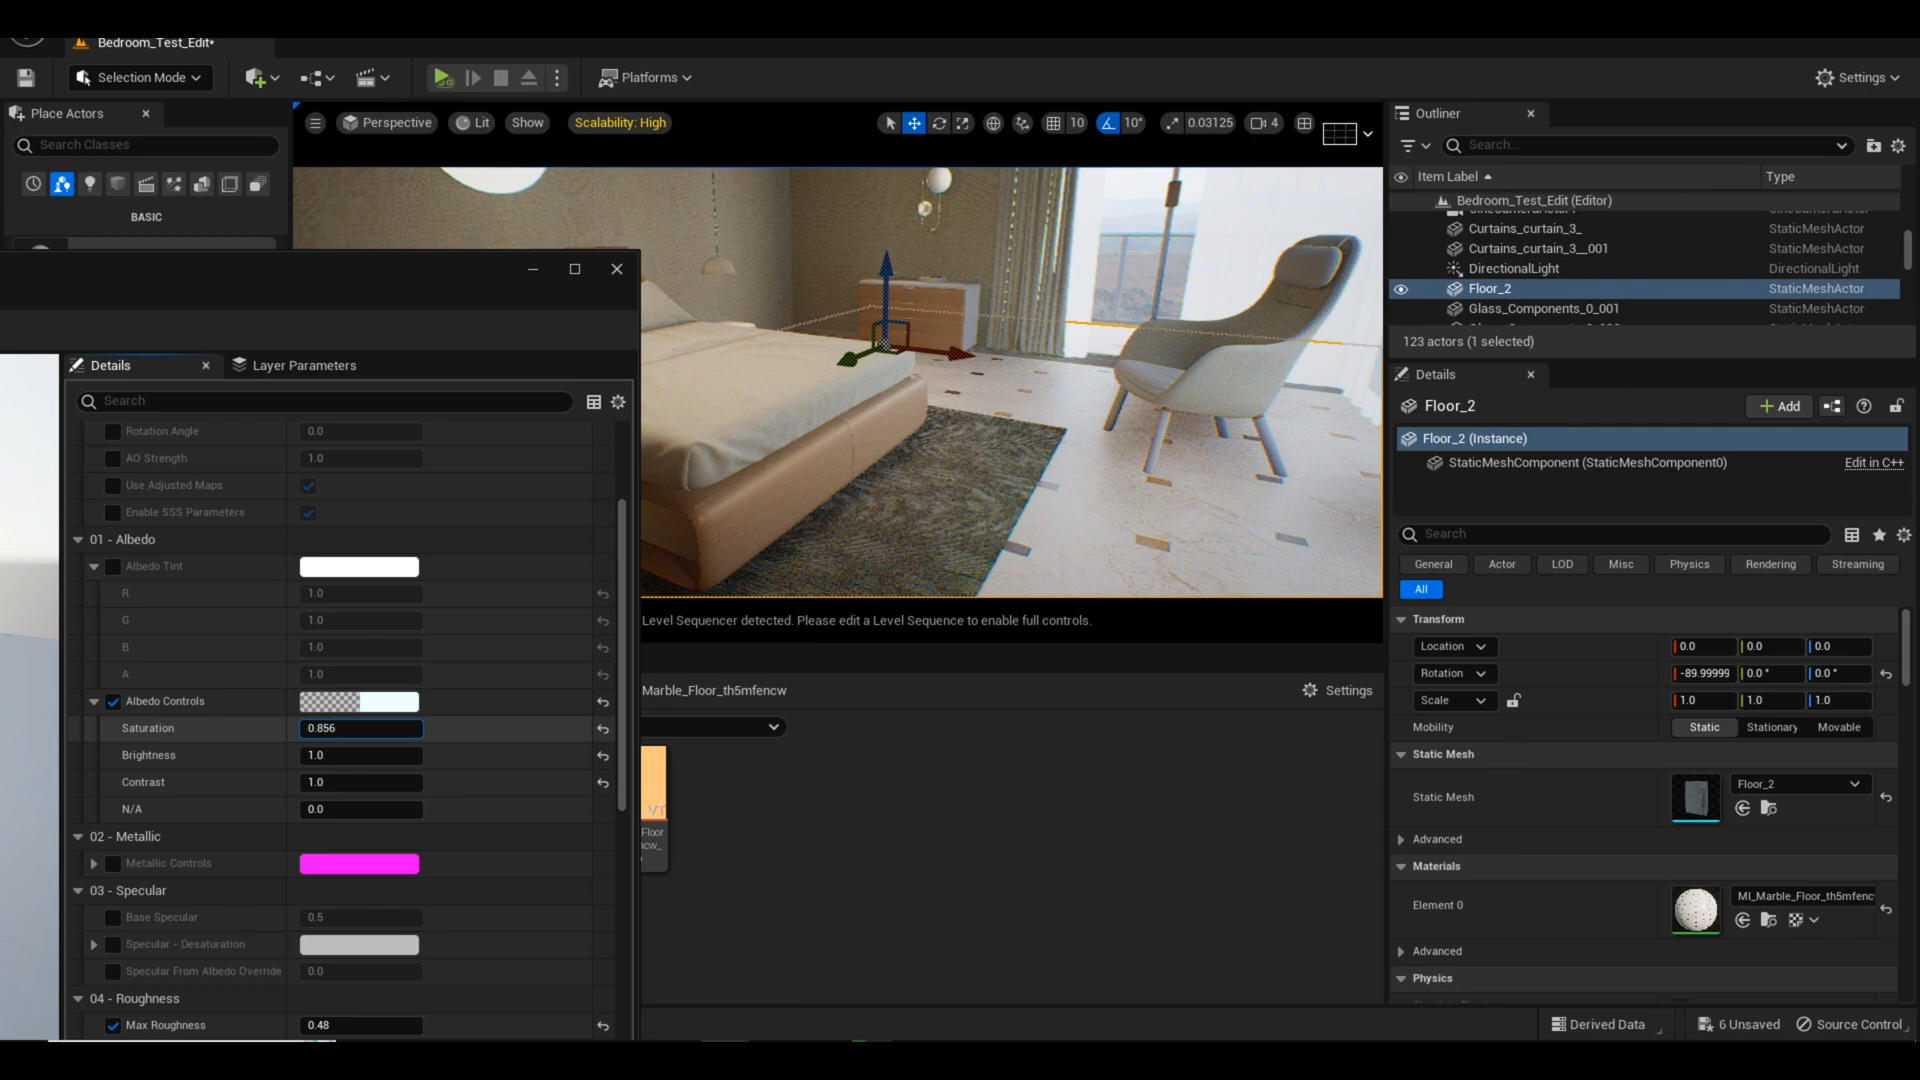 Bedroom_Test_Edit*
Selection Mode
Platforms
Settings
Place Actors
Search Classes
BASIC
Perspective
Lit
Show
Scalability: High
10
10°
0.03125
4
Outliner
Search...
Item Label
Type
Bedroom_Test_Edit (Editor)
Curtains_curtain_3_ StaticMeshActor
Curtains_curtain_3__001 StaticMeshActor
DirectionalLight DirectionalLight
Floor_2 StaticMeshActor
Glass_Components_0_001 StaticMeshActor
123 actors (1 selected)
Details
Layer Parameters
Search
Rotation Angle 0.0
AO Strength 1.0
Use Adjusted Maps
Enable SSS Parameters
01 - Albedo
Albedo Tint
R 1.0
G 1.0
B 1.0
A 1.0
Albedo Controls
Saturation 0.856
Brightness 1.0
Contrast 1.0
N/A 0.0
02 - Metallic
Metallic Controls
03 - Specular
Base Specular 0.5
Specular - Desaturation
Specular From Albedo Override 0.0
04 - Roughness
Max Roughness 0.48
Level Sequencer detected. Please edit a Level Sequence to enable full controls.
Marble_Floor_th5mfencw
Settings
VT
Floor
ncw_
Details
Floor_2
Add
Floor_2 (Instance)
StaticMeshComponent (StaticMeshComponent0)
Edit in C++
Search
General Actor LOD Misc Physics Rendering Streaming
All
Transform
Location 0.0 0.0 0.0
Rotation -89.99999 0.0 ° 0.0 °
Scale 1.0 1.0 1.0
Mobility Static Stationary Movable
Static Mesh
Static Mesh Floor_2
Advanced
Materials
Element 0 MI_Marble_Floor_th5mfenc
Advanced
Physics
Derived Data
6 Unsaved
Source Control